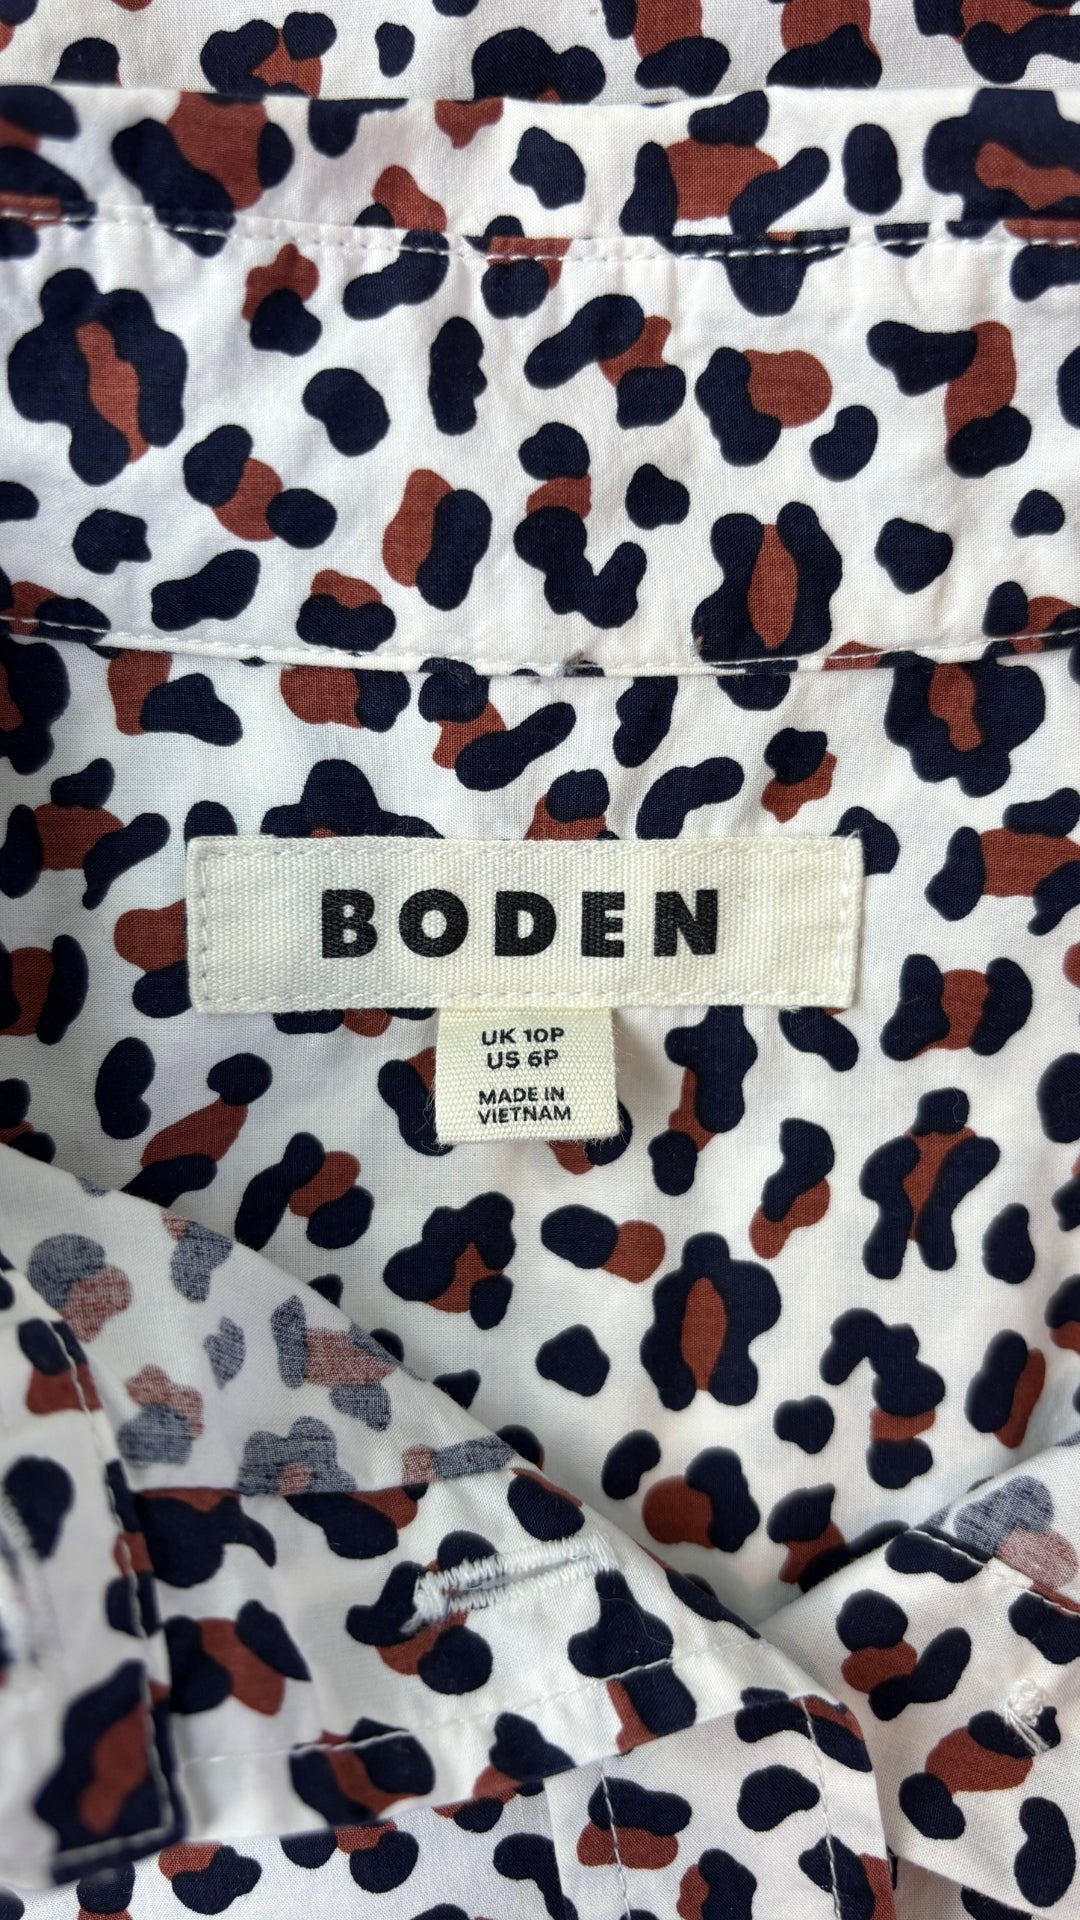 BODEN
UK 10P
US 6P
MADE IN
VIETNAM